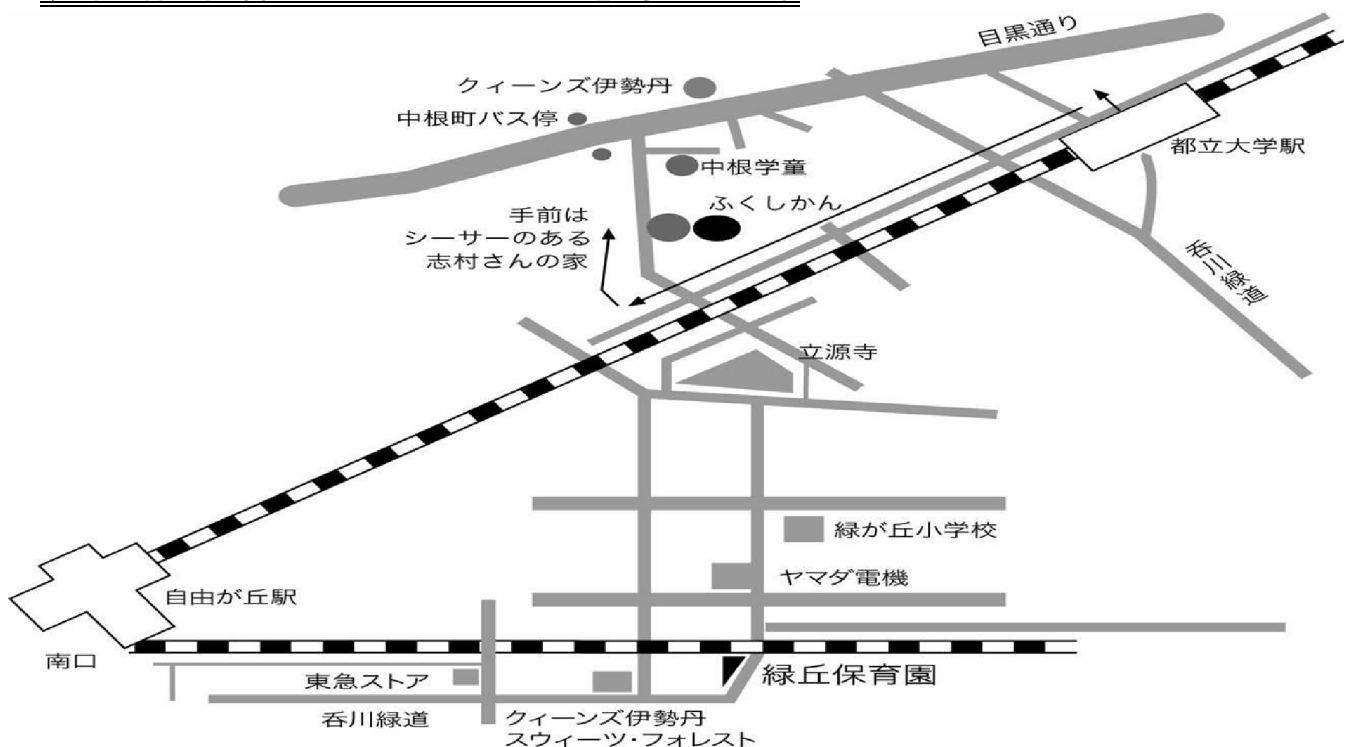 目黒通り
クィーンズ伊勢丹
中根町バス停
都立大学駅
中根学童
ふくしかん
手前は
シーサーのある
志村さんの家
呑川緑道
立源寺
緑が丘小学校
ヤマダ電機
自由が丘駅
南口
緑丘保育園
東急ストア
呑川緑道
クィーンズ伊勢丹
スウィーツ・フォレスト